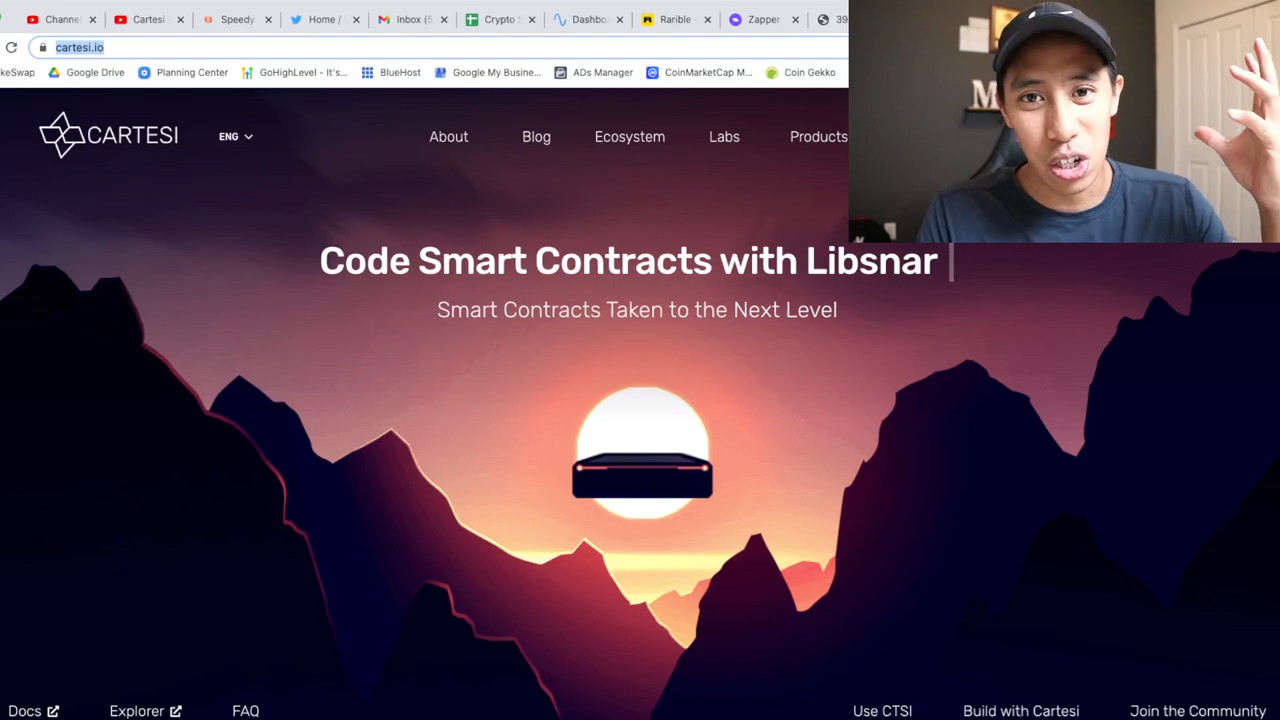 Channe Cartesi - Speedy Home / Inbox (5 Crypto Dashbo Rarible Zapper 39
cartesi.io
keSwap Google Drive Planning Center GoHighLevel - It's... BlueHost Google My Busine... ADs Manager CoinMarketCap M... Coin Gekko
CARTESI ENG About Blog Ecosystem Labs Products
Code Smart Contracts with Libsnar
Smart Contracts Taken to the Next Level
Docs Explorer FAQ Use CTSI Build with Cartesi Join the Community